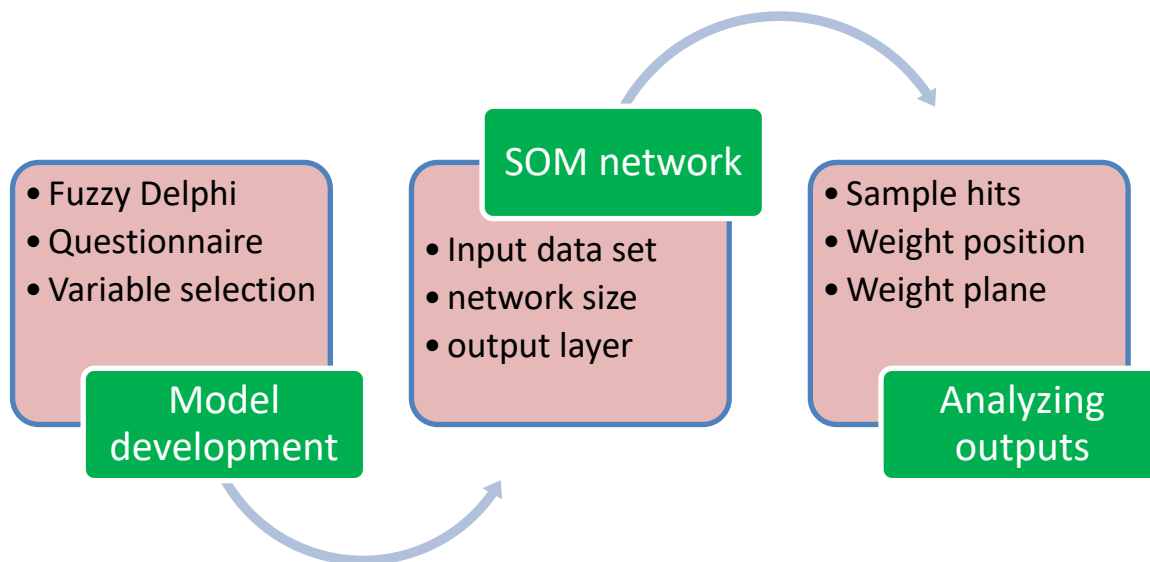 • Fuzzy Delphi
• Questionnaire
• Variable selection
Model
development
SOM network
• Input data set
• network size
• output layer
• Sample hits
• Weight position
• Weight plane
Analyzing
outputs